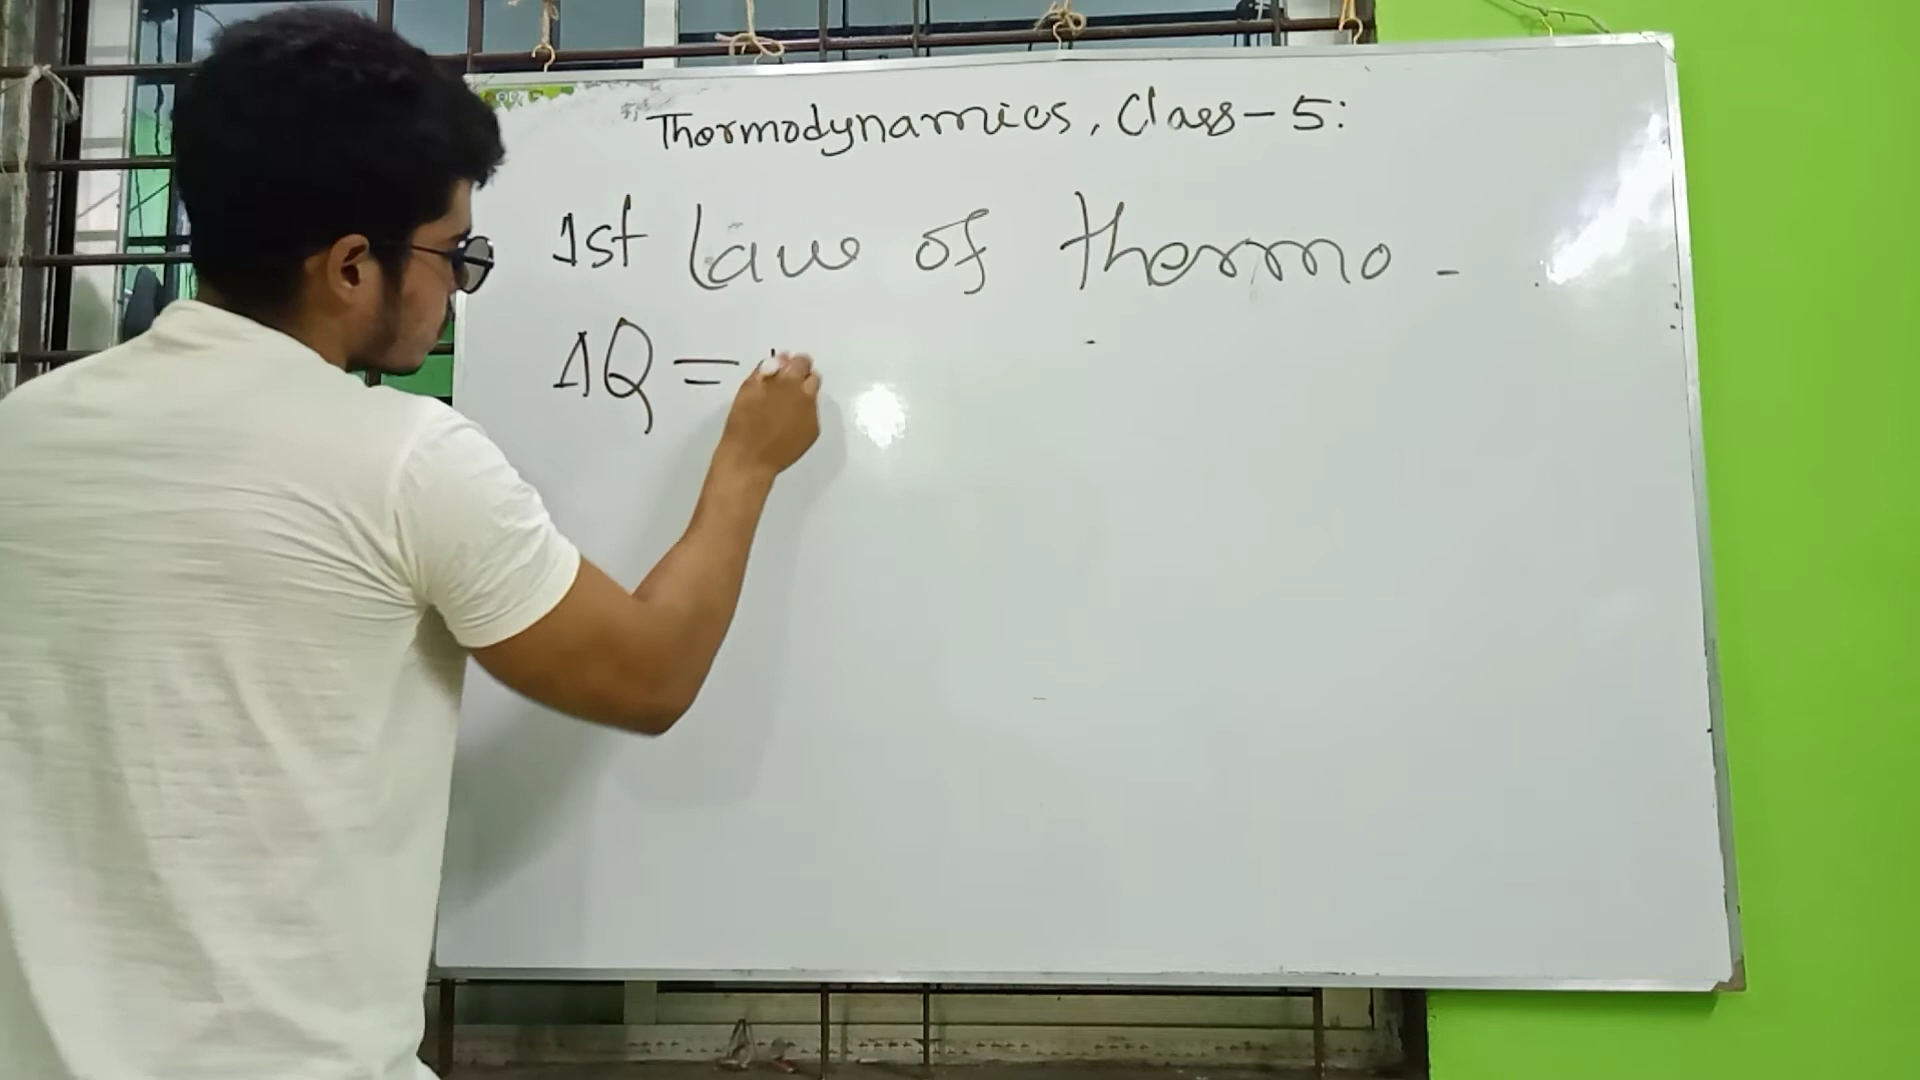 Thermodynamics, Class-5:
1st Law of thermo -
ΔQ =